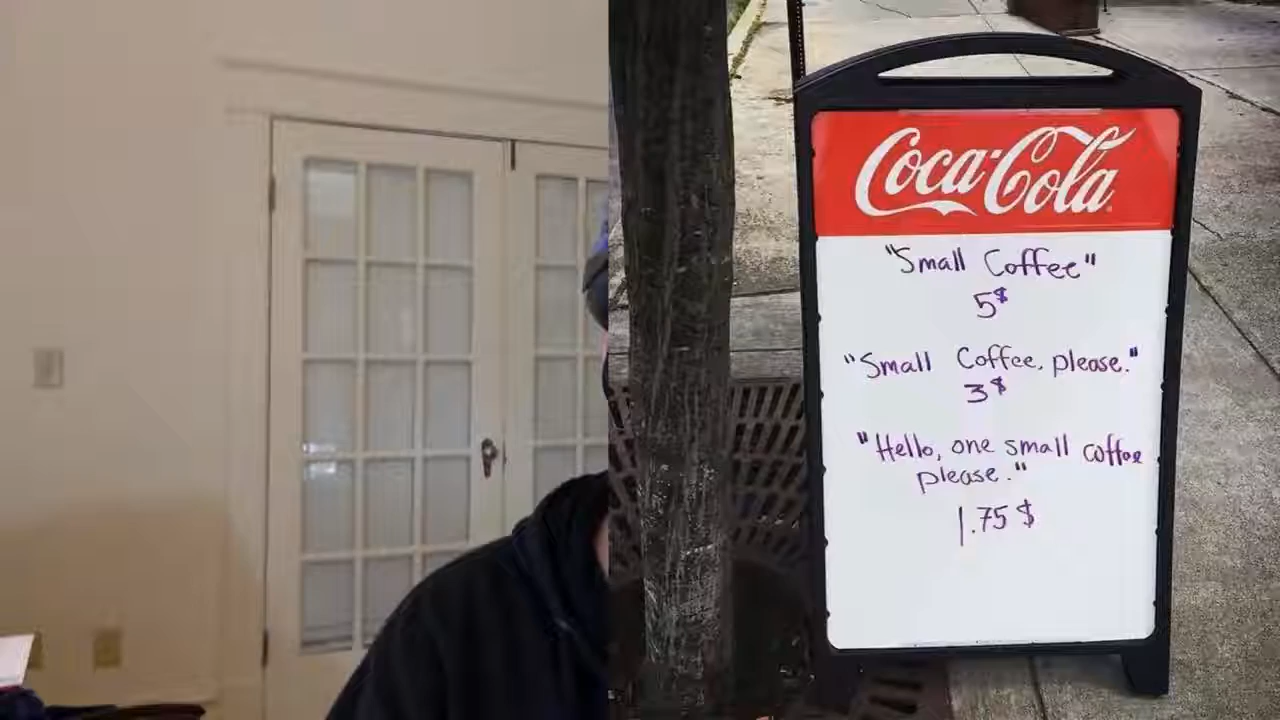 Coca-Cola
"Small Coffee"
5$
"Small Coffee, please."
3$
"Hello, one small coffee
please."
1.75 $